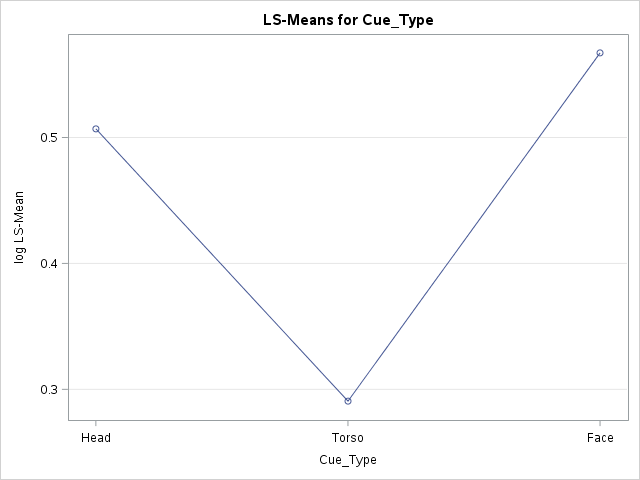 LS-Means for Cue_Type
log LS-Mean
0.5
0.4
0.3
Head
Torso
Face
Cue_Type